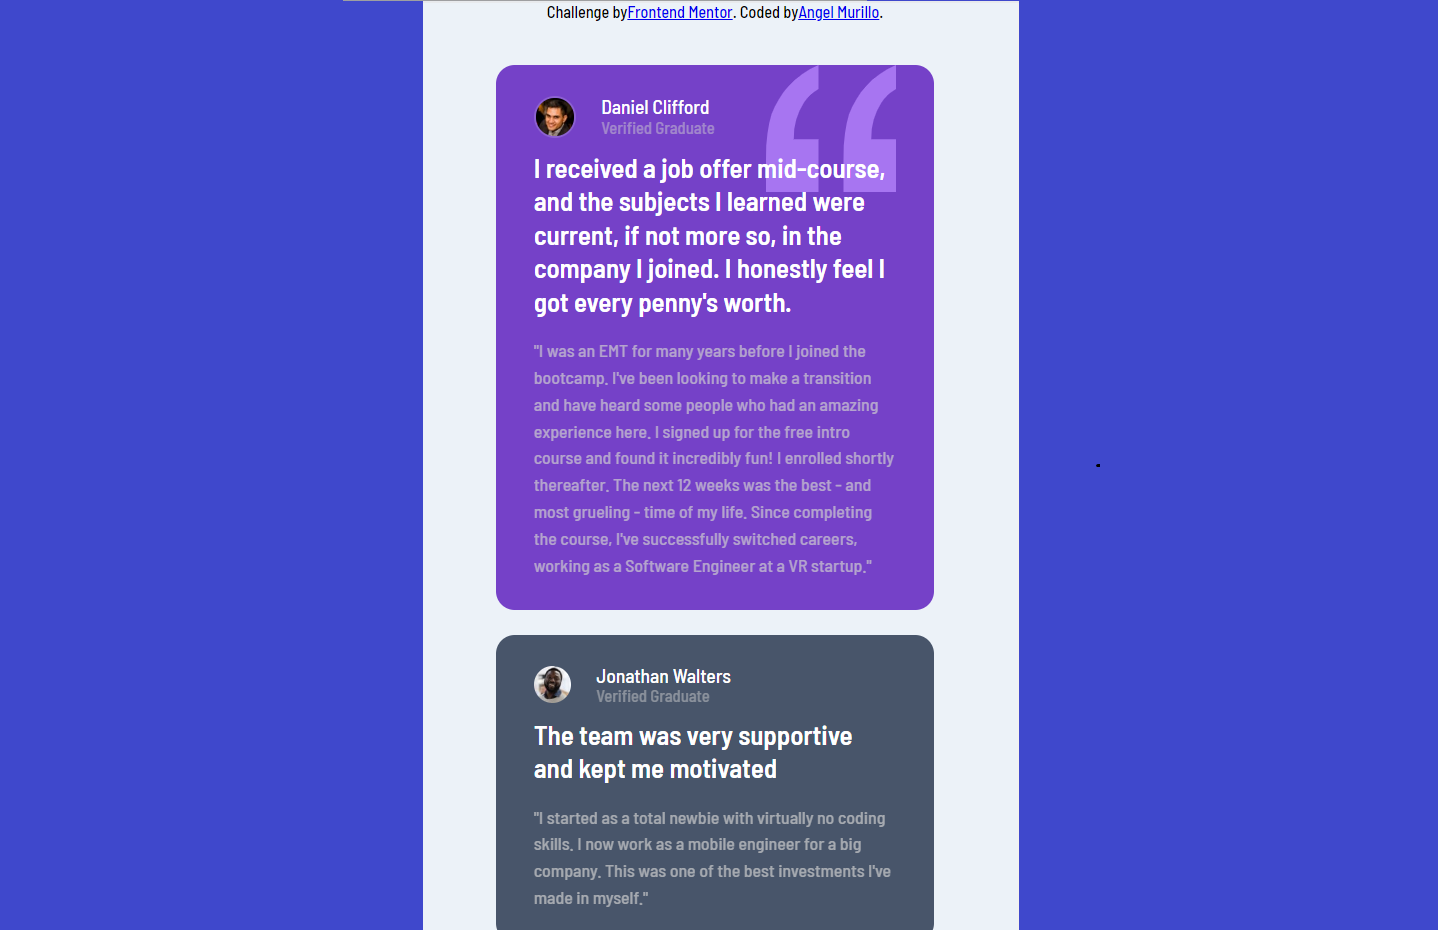 Challenge byFrontend Mentor. Coded byAngel Murillo.
Daniel Clifford
Verified Graduate
I received a job offer mid-course,
and the subjects I learned were
current, if not more so, in the
company I joined. I honestly feel I
got every penny's worth.
"I was an EMT for many years before I joined the
bootcamp. I've been looking to make a transition
and have heard some people who had an amazing
experience here. I signed up for the free intro
course and found it incredibly fun! I enrolled shortly
thereafter. The next 12 weeks was the best - and
most grueling - time of my life. Since completing
the course, I've successfully switched careers,
working as a Software Engineer at a VR startup."
Jonathan Walters
Verified Graduate
The team was very supportive
and kept me motivated
"I started as a total newbie with virtually no coding
skills. I now work as a mobile engineer for a big
company. This was one of the best investments I've
made in myself."